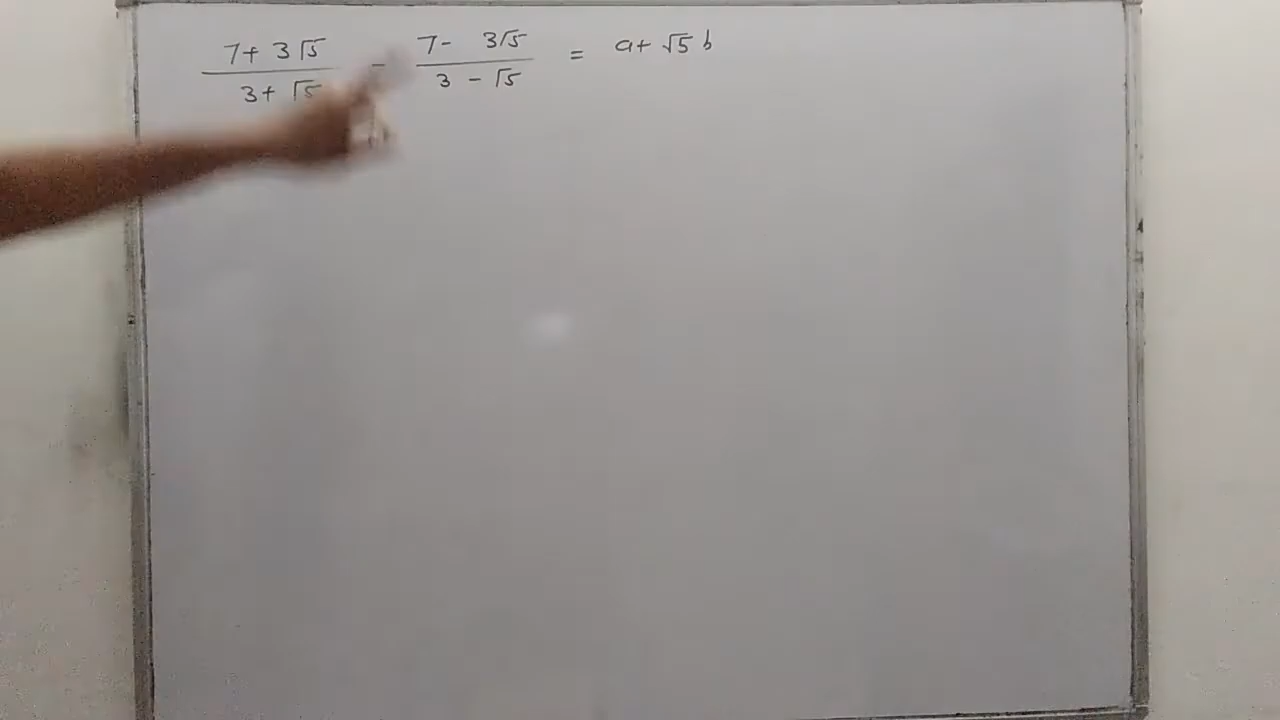 7+ 3√5 / 3+ √5 - 7- 3√5 / 3 - √5 = a+ √5 b